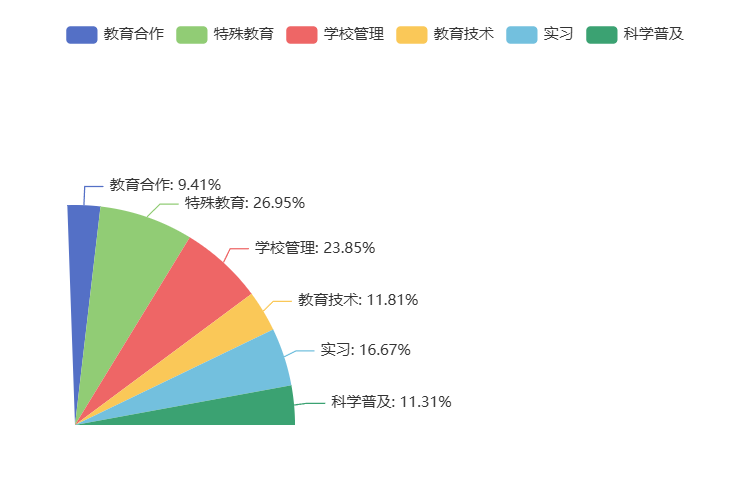 教育合作 特殊教育 学校管理 教育技术 实习 科学普及
教育合作: 9.41%
特殊教育: 26.95%
学校管理: 23.85%
教育技术: 11.81%
实习: 16.67%
科学普及: 11.31%